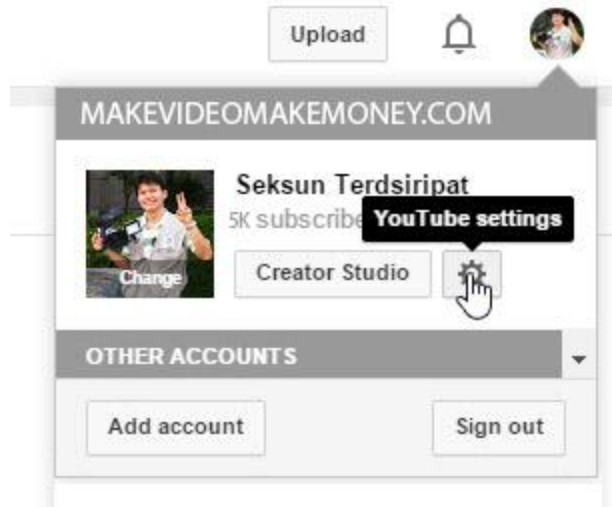 Upload
MAKEVIDEOMAKEMONEY.COM
Seksun Terdsiripat
5K subscribe
YouTube settings
Change
Creator Studio
OTHER ACCOUNTS
Add account
Sign out